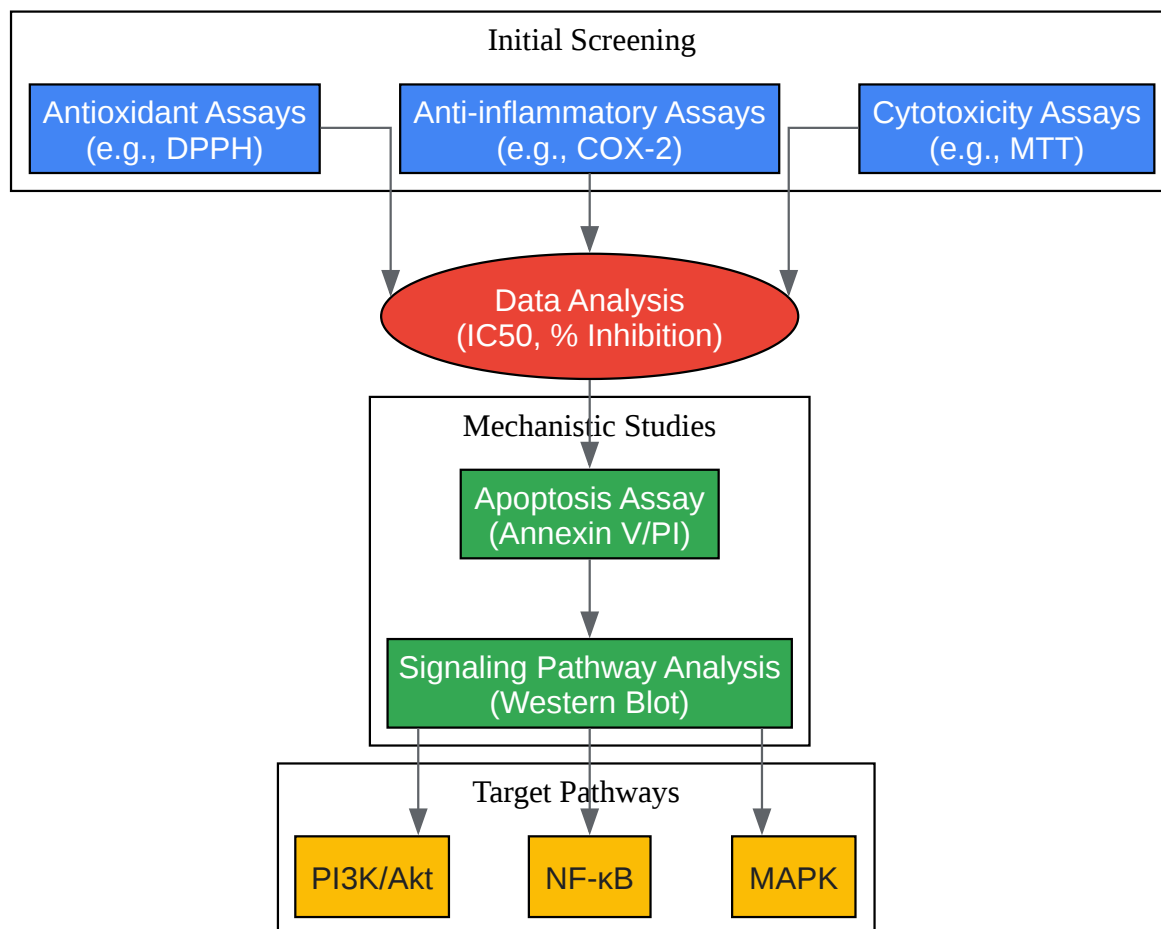 Initial Screening
Antioxidant Assays
(e.g., DPPH)
Anti-inflammatory Assays
(e.g., COX-2)
Cytotoxicity Assays
(e.g., MTT)
Data Analysis
(IC50, % Inhibition)
Mechanistic Studies
Apoptosis Assay
(Annexin V/PI)
Signaling Pathway Analysis
(Western Blot)
Target Pathways
PI3K/Akt
NF-κB
MAPK